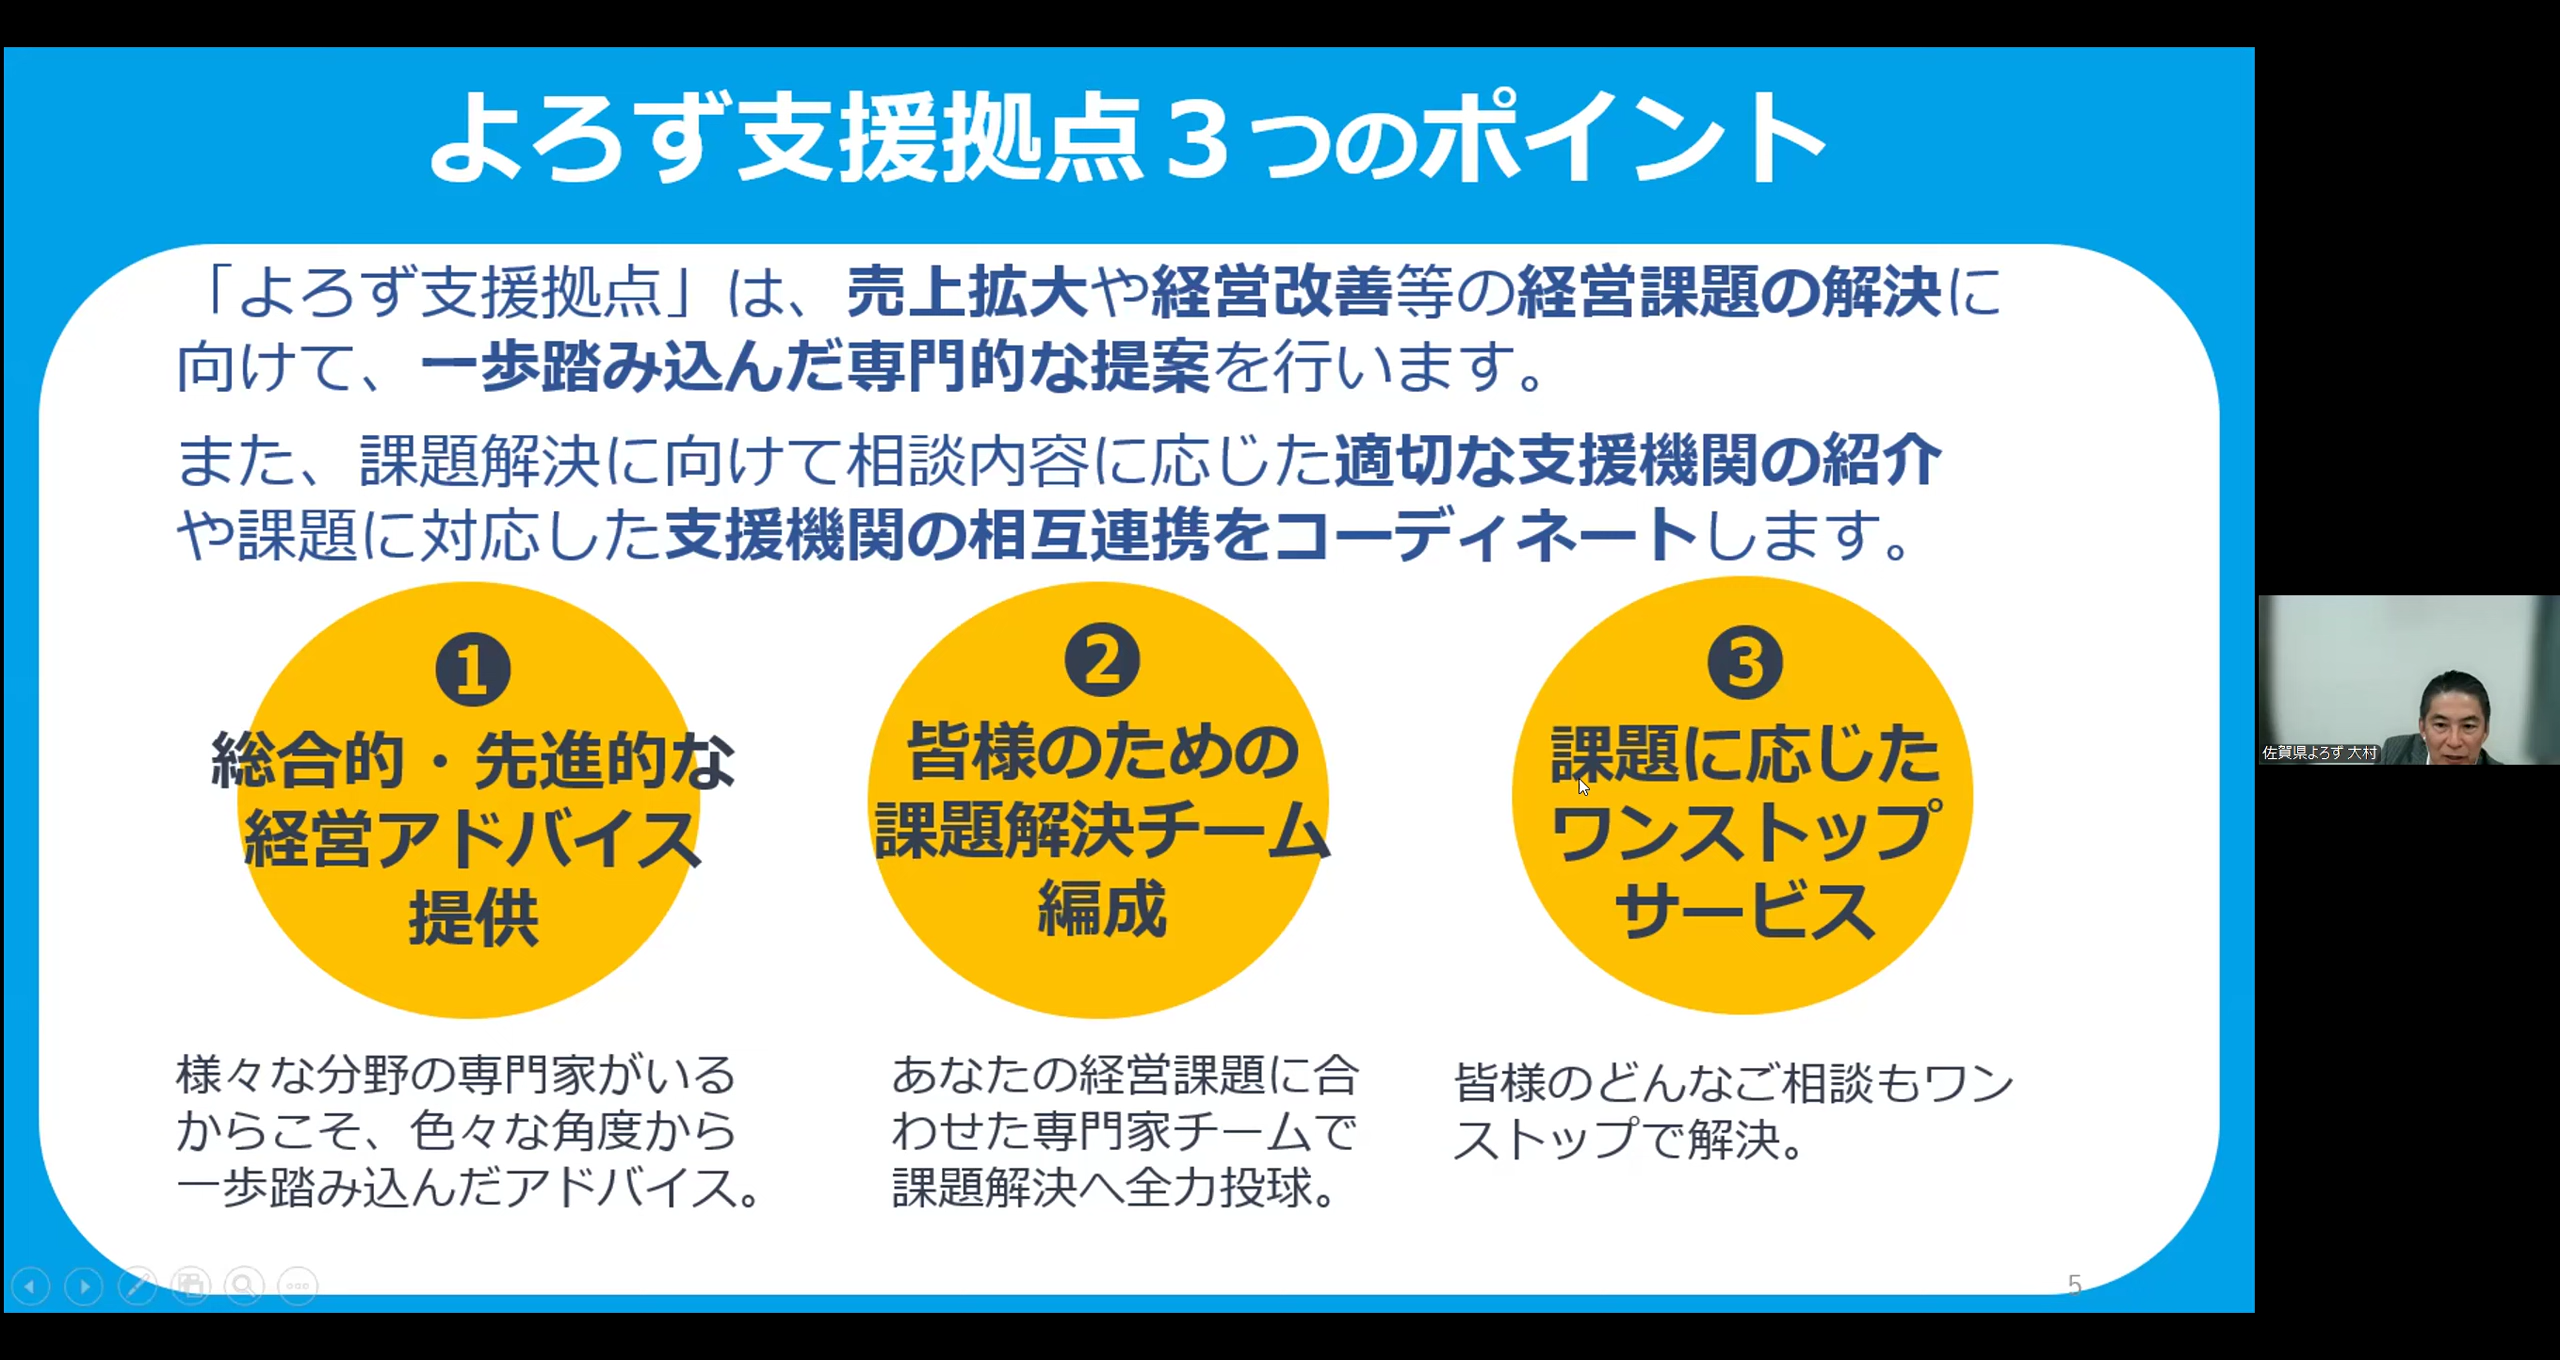 よろず支援拠点３つのポイント
「よろず支援拠点」は、売上拡大や経営改善等の経営課題の解決に
向けて、一歩踏み込んだ専門的な提案を行います。
また、課題解決に向けて相談内容に応じた適切な支援機関の紹介
や課題に対応した支援機関の相互連携をコーディネートします。
❶
総合的・先進的な
経営アドバイス
提供
様々な分野の専門家がいる
からこそ、色々な角度から
一歩踏み込んだアドバイス。
❷
皆様のための
課題解決チーム
編成
あなたの経営課題に合
わせた専門家チームで
課題解決へ全力投球。
❸
課題に応じた
ワンストップ
サービス
皆様のどんなご相談もワン
ストップで解決。
5
佐賀県よろず 大村